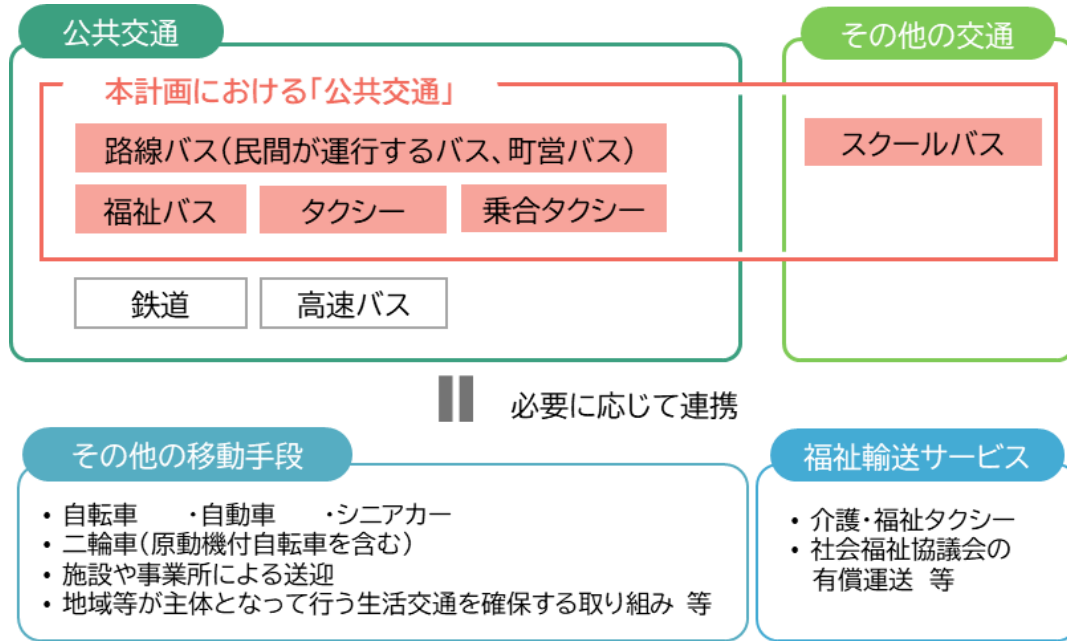 公共交通
その他の交通
本計画における「公共交通」
路線バス(民間が運行するバス、町営バス)
スクールバス
福祉バス
タクシー
乗合タクシー
鉄道
高速バス
必要に応じて連携
その他の移動手段
• 自転車 ・自動車 ・シニアカー
• 二輪車(原動機付自転車を含む)
• 施設や事業所による送迎
• 地域等が主体となって行う生活交通を確保する取り組み 等
福祉輸送サービス
• 介護・福祉タクシー
• 社会福祉協議会の
有償運送 等